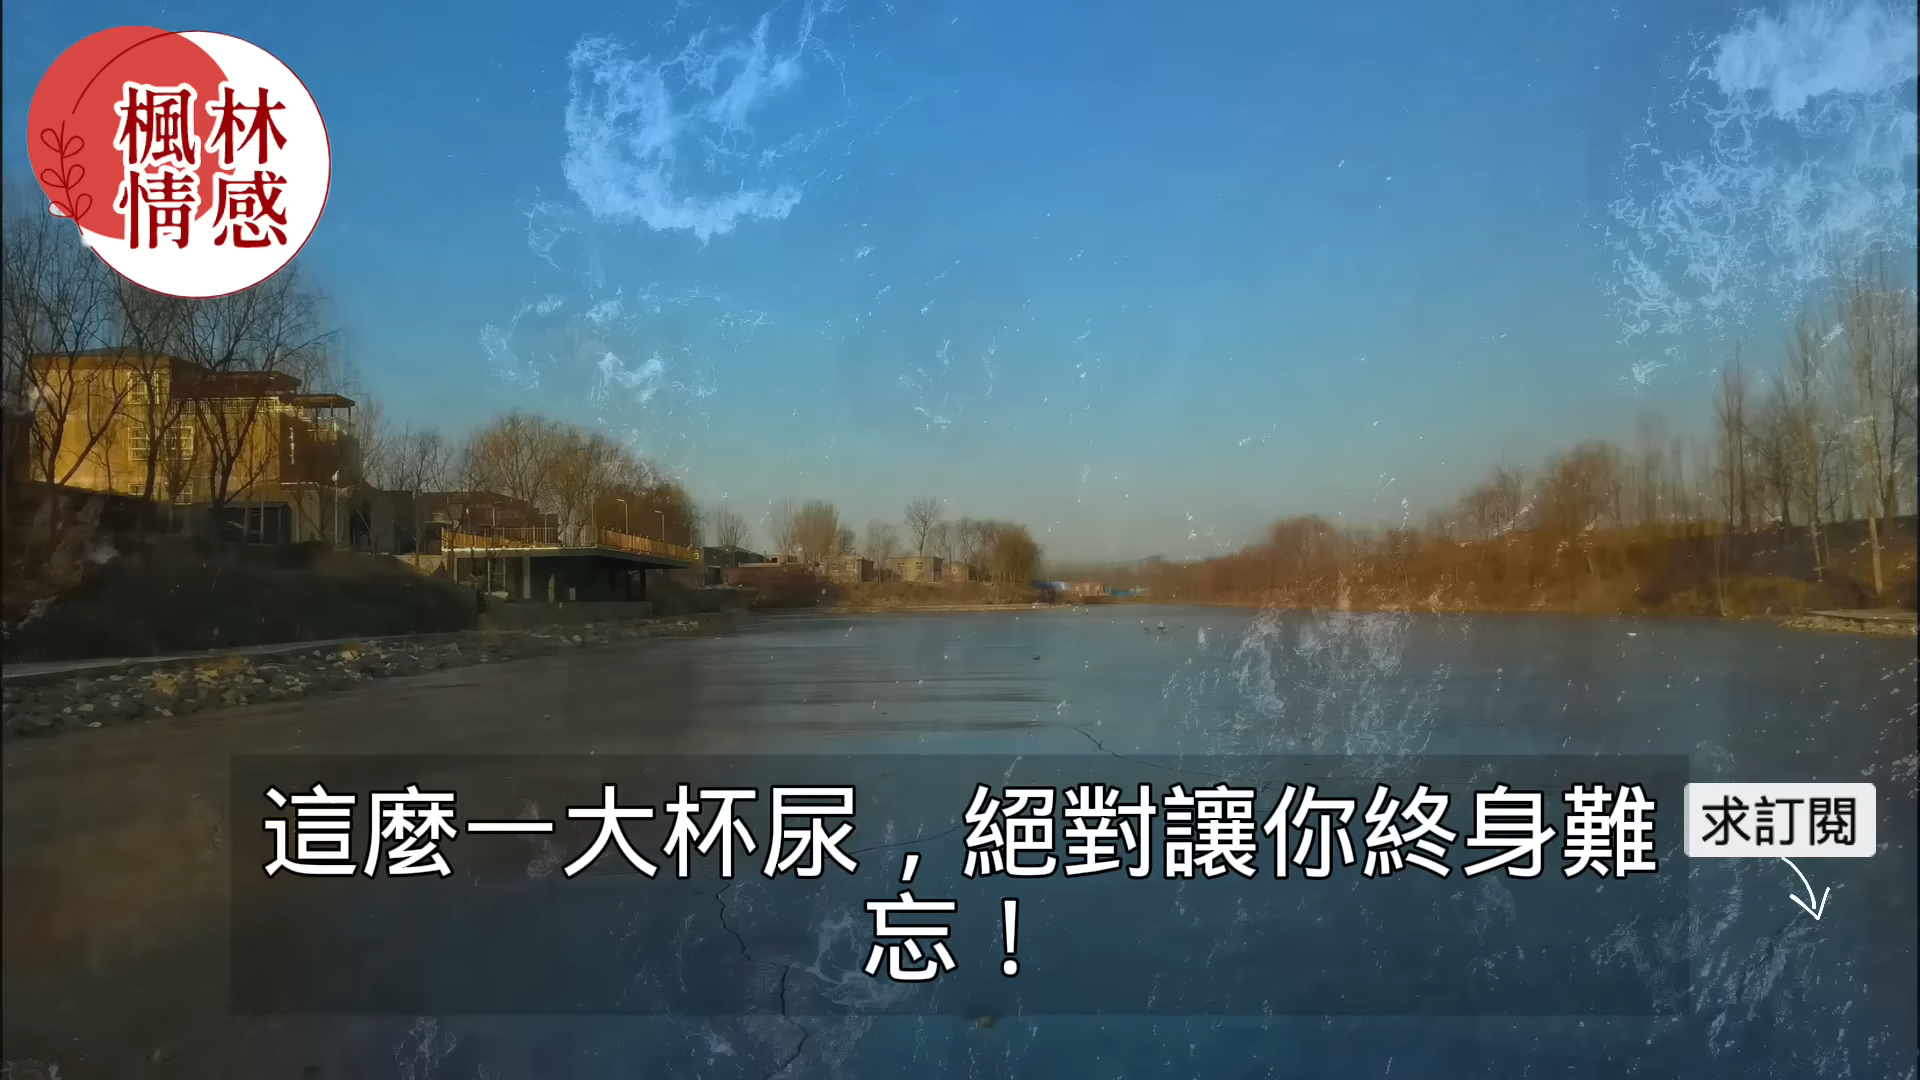 楓林
情感
這麼一大杯尿，絕對讓你終身難
忘！
求訂閱